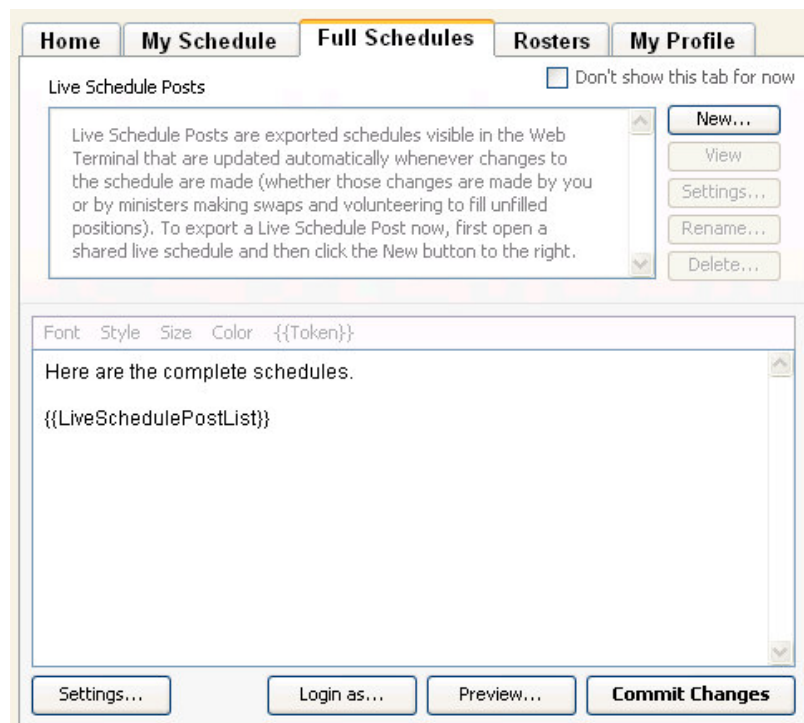 Home My Schedule Full Schedules Rosters My Profile
Don't show this tab for now
Live Schedule Posts
Live Schedule Posts are exported schedules visible in the Web
Terminal that are updated automatically whenever changes to
the schedule are made (whether those changes are made by you
or by ministers making swaps and volunteering to fill unfilled
positions). To export a Live Schedule Post now, first open a
shared live schedule and then click the New button to the right.
New...
View
Settings...
Rename...
Delete...
Font Style Size Color {{Token}}
Here are the complete schedules.
{{LiveSchedulePostList}}
Settings... Login as... Preview... Commit Changes